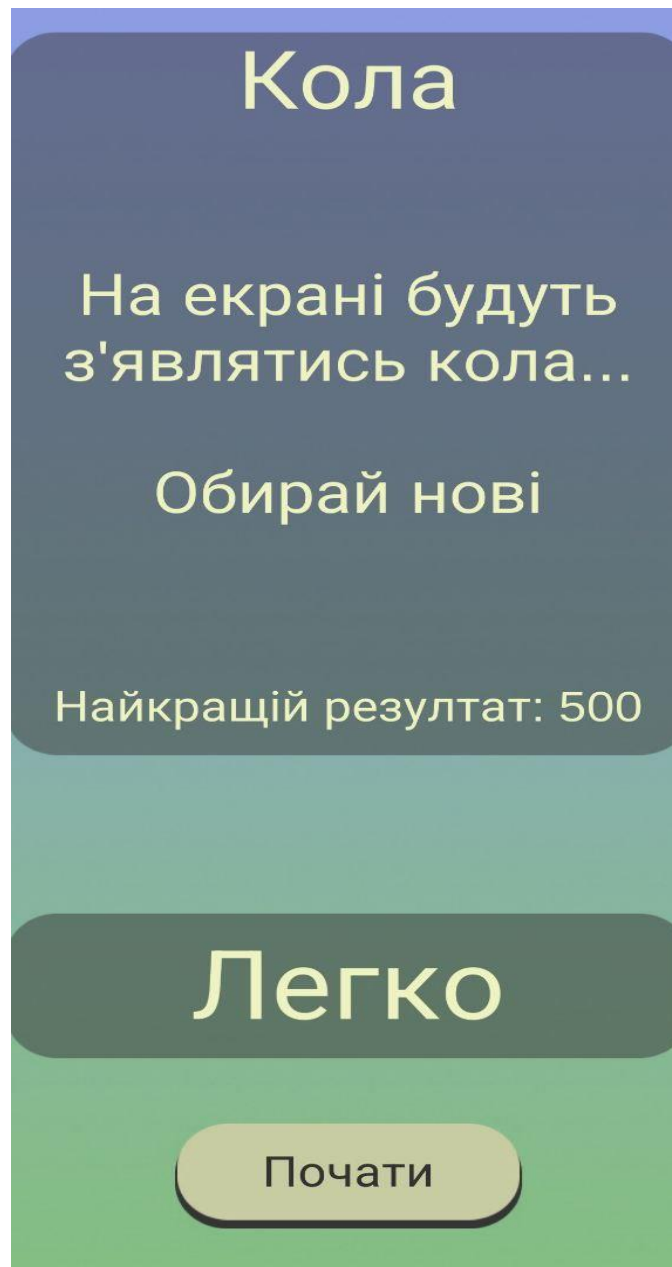 Кола
На екрані будуть
з'являтись кола...
Обирай нові
Найкращій резултат: 500
Легко
Почати